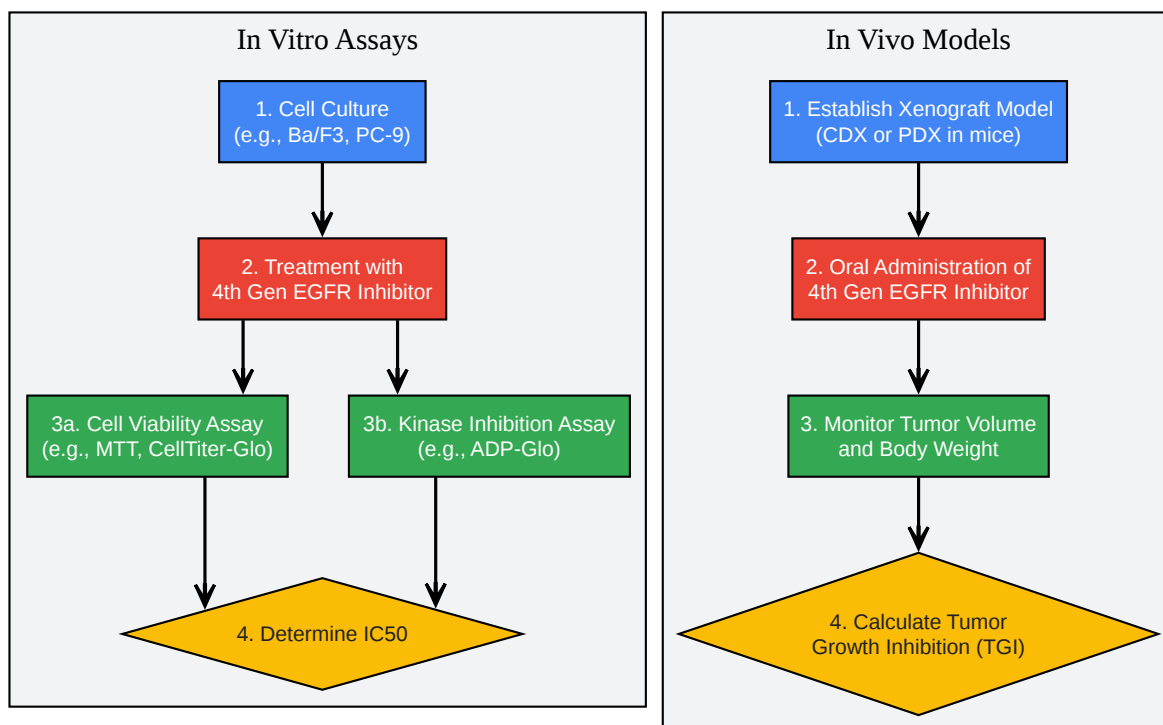 In Vitro Assays
1. Cell Culture
(e.g., Ba/F3, PC-9)
2. Treatment with
4th Gen EGFR Inhibitor
3a. Cell Viability Assay
(e.g., MTT, CellTiter-Glo)
3b. Kinase Inhibition Assay
(e.g., ADP-Glo)
4. Determine IC50
In Vivo Models
1. Establish Xenograft Model
(CDX or PDX in mice)
2. Oral Administration of
4th Gen EGFR Inhibitor
3. Monitor Tumor Volume
and Body Weight
4. Calculate Tumor
Growth Inhibition (TGI)